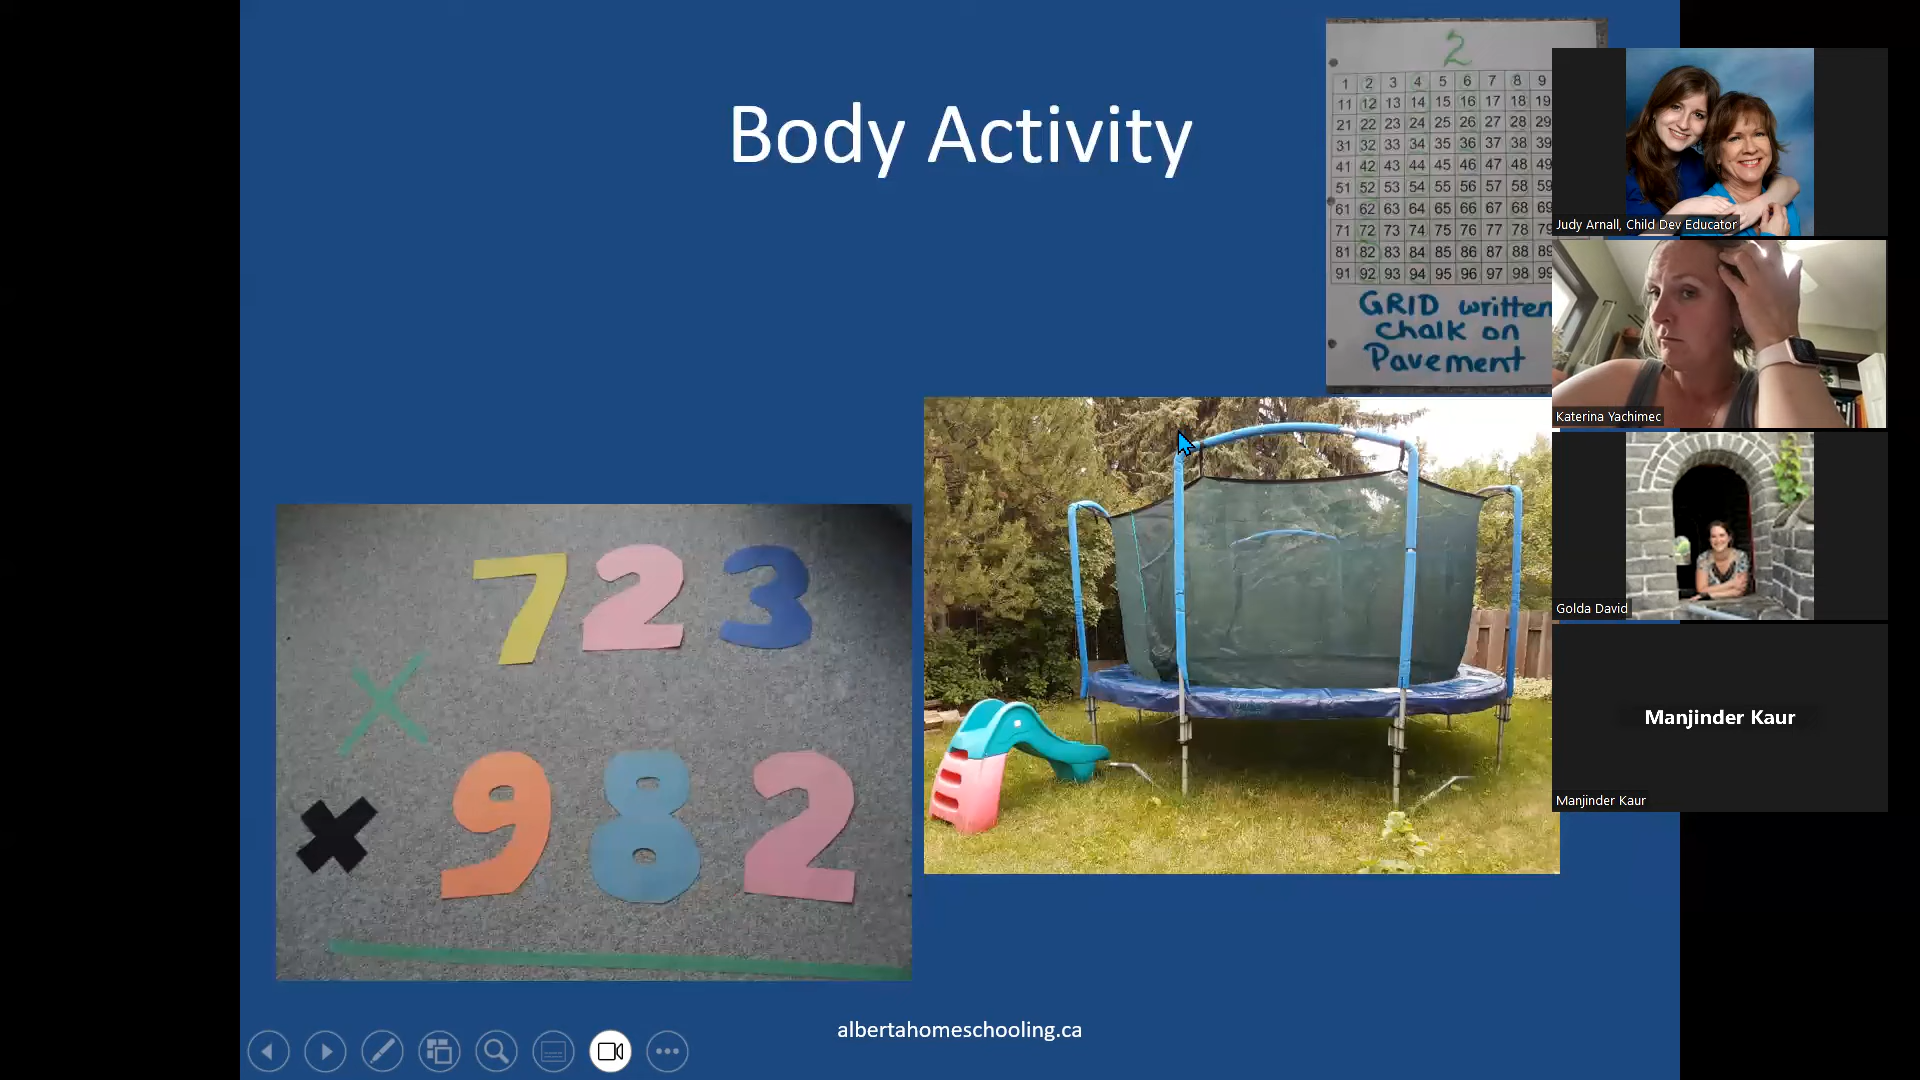 Body Activity
2
1 2 3 4 5 6 7 8 9
11 12 13 14 15 16 17 18 19
21 22 23 24 25 26 27 28 29
31 32 33 34 35 36 37 38 39
41 42 43 44 45 46 47 48 49
51 52 53 54 55 56 57 58 59
61 62 63 64 65 66 67 68 69
71 72 73 74 75 76 77 78 79
81 82 83 84 85 86 87 88 89
91 92 93 94 95 96 97 98 99
GRID written
chalk on
Pavement
Judy Arnall, Child Dev Educator
Katerina Yachimec
Golda David
Manjinder Kaur
Manjinder Kaur
723
×
× 982
albertahomeschooling.ca